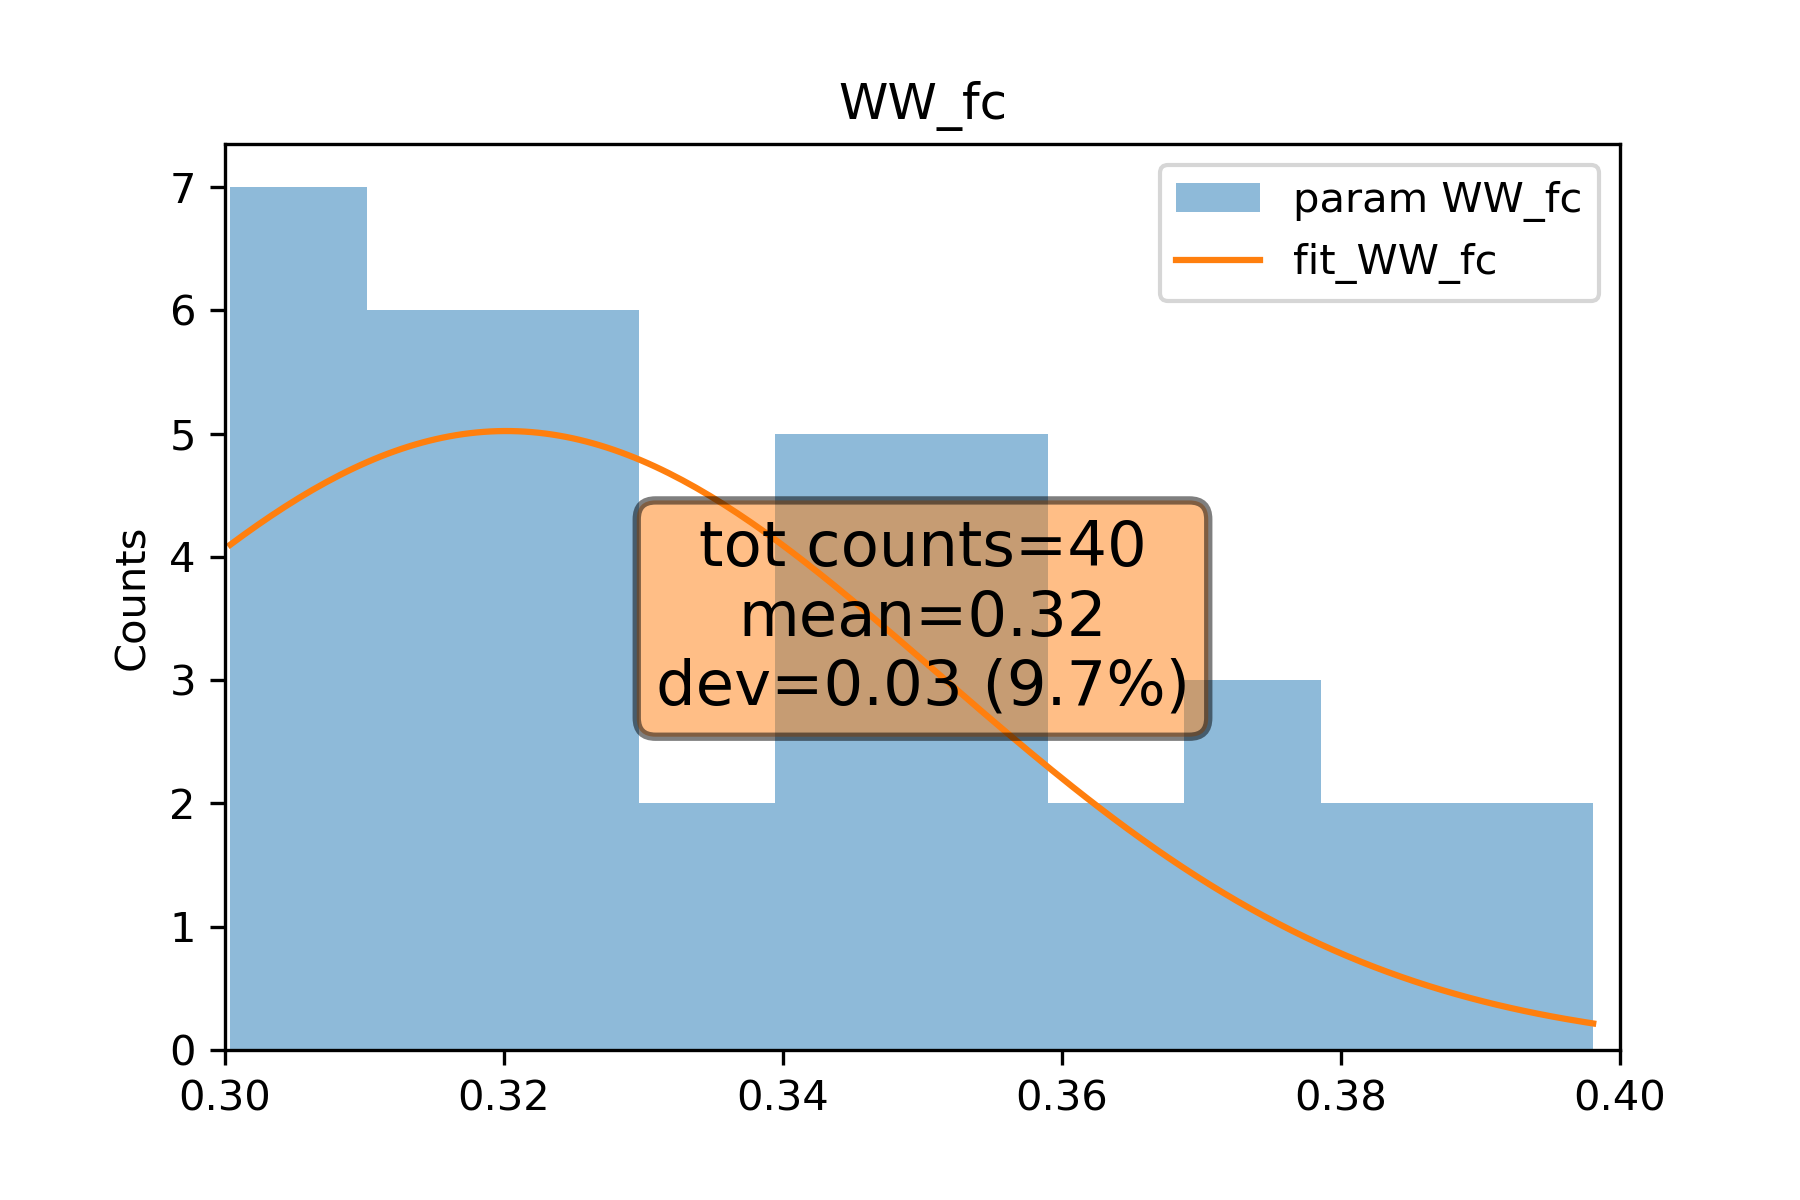 WW_fc
param WW_fc
fit_WW_fc
7
6
5
4
3
2
1
0
Counts
tot counts=40
mean=0.32
dev=0.03 (9.7%)
0.30 0.32 0.34 0.36 0.38 0.40